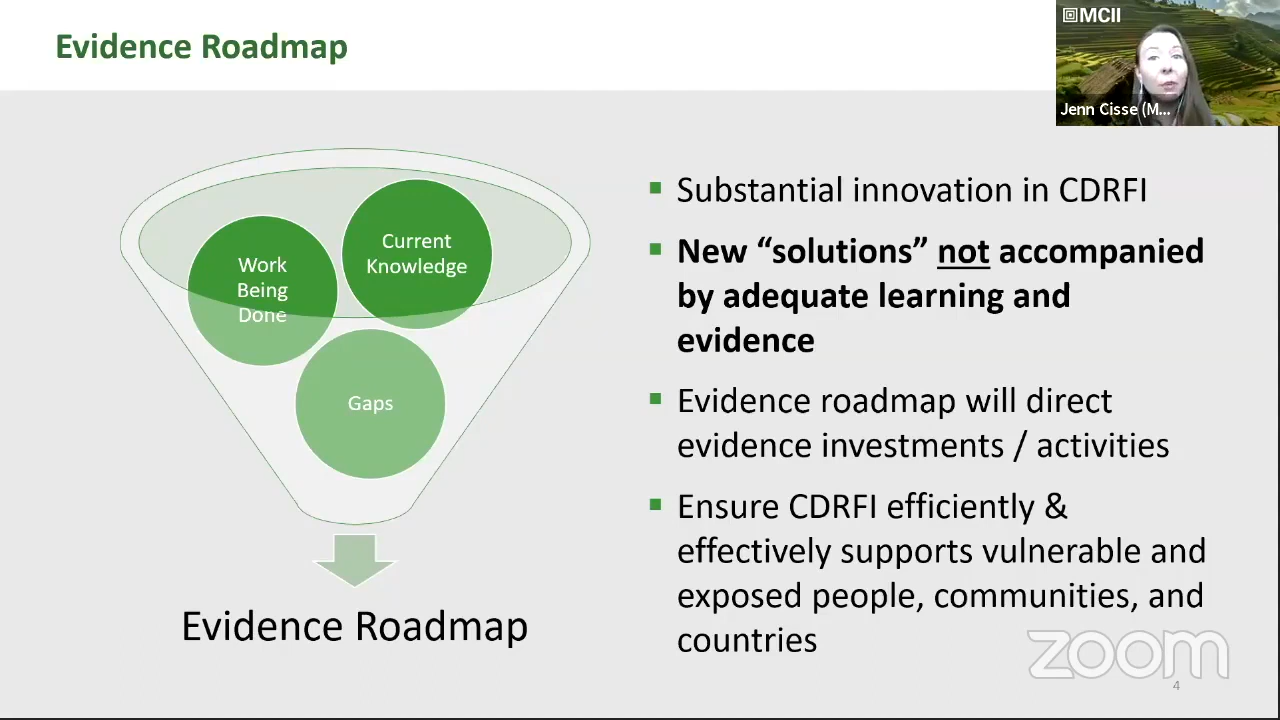 Evidence Roadmap
MCII
Jenn Cisse (M...
Work
Being
Done
Current
Knowledge
Gaps
Evidence Roadmap
▪ Substantial innovation in CDRFI
▪ New “solutions” not accompanied
by adequate learning and
evidence
▪ Evidence roadmap will direct
evidence investments / activities
▪ Ensure CDRFI efficiently &
effectively supports vulnerable and
exposed people, communities, and
countries
zoom
4